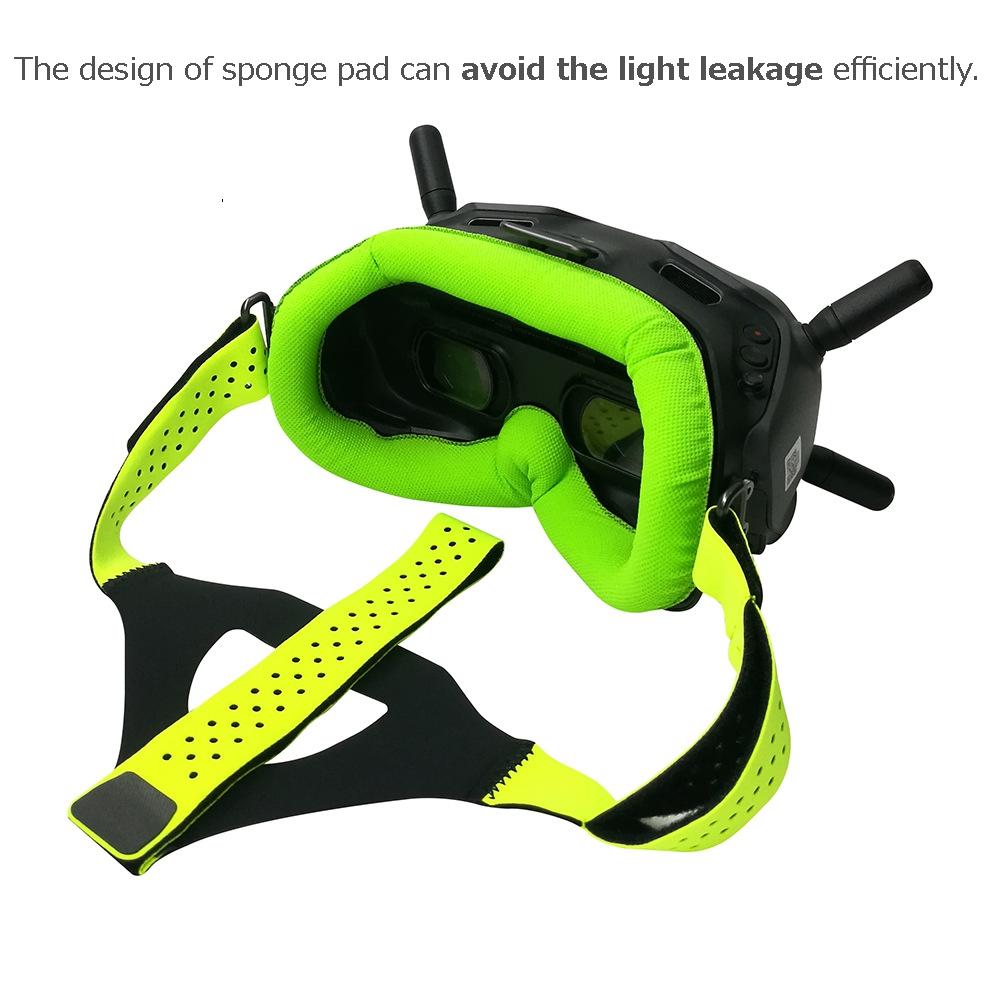 The design of sponge pad can avoid the light leakage efficiently.